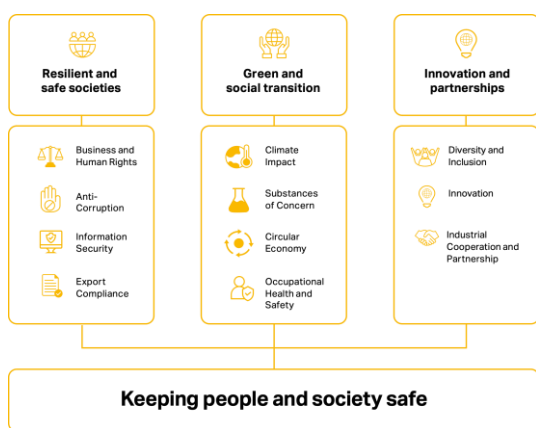 Resilient and
safe societies
Green and
social transition
Innovation and
partnerships
Business and
Human Rights
Anti-
Corruption
Information
Security
Export
Compliance
Climate
Impact
Substances
of Concern
Circular
Economy
Occupational
Health and
Safety
Diversity and
Inclusion
Innovation
Industrial
Cooperation and
Partnership
Keeping people and society safe